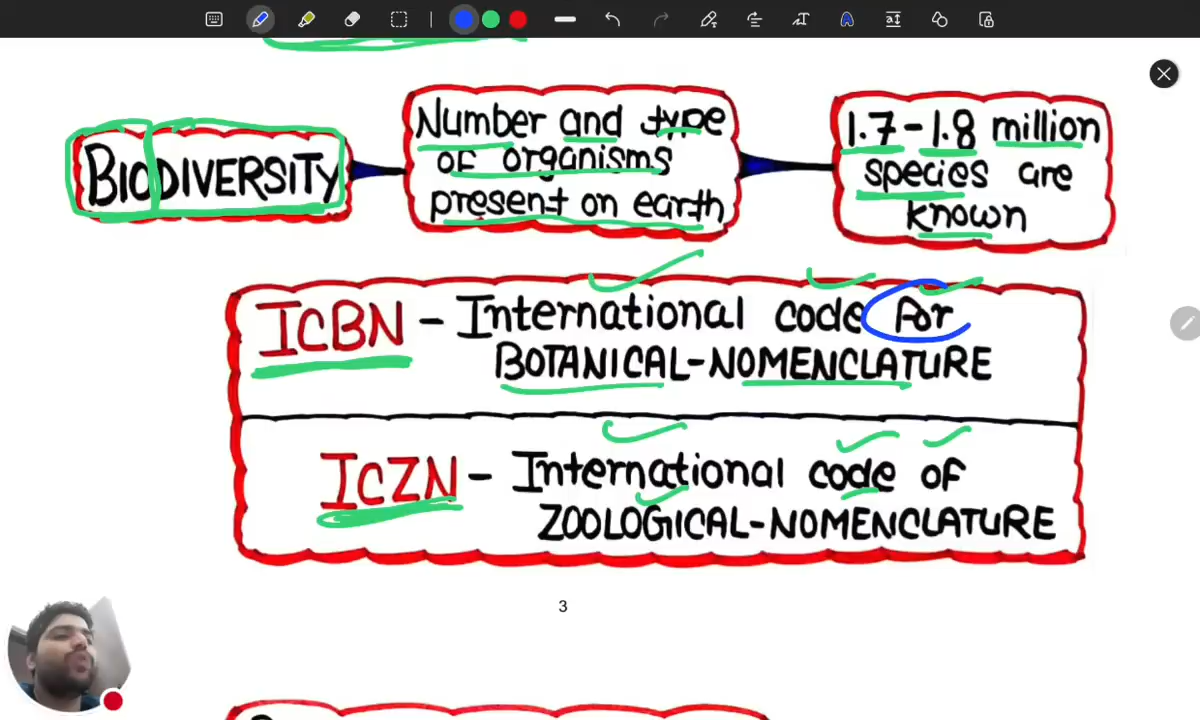 BIODIVERSITY
Number and type
of organisms
present on earth
1.7-1.8 million
species are
known
ICBN - International code for
BOTANICAL-NOMENCLATURE
ICZN - International code of
ZOOLOGICAL-NOMENCLATURE
3